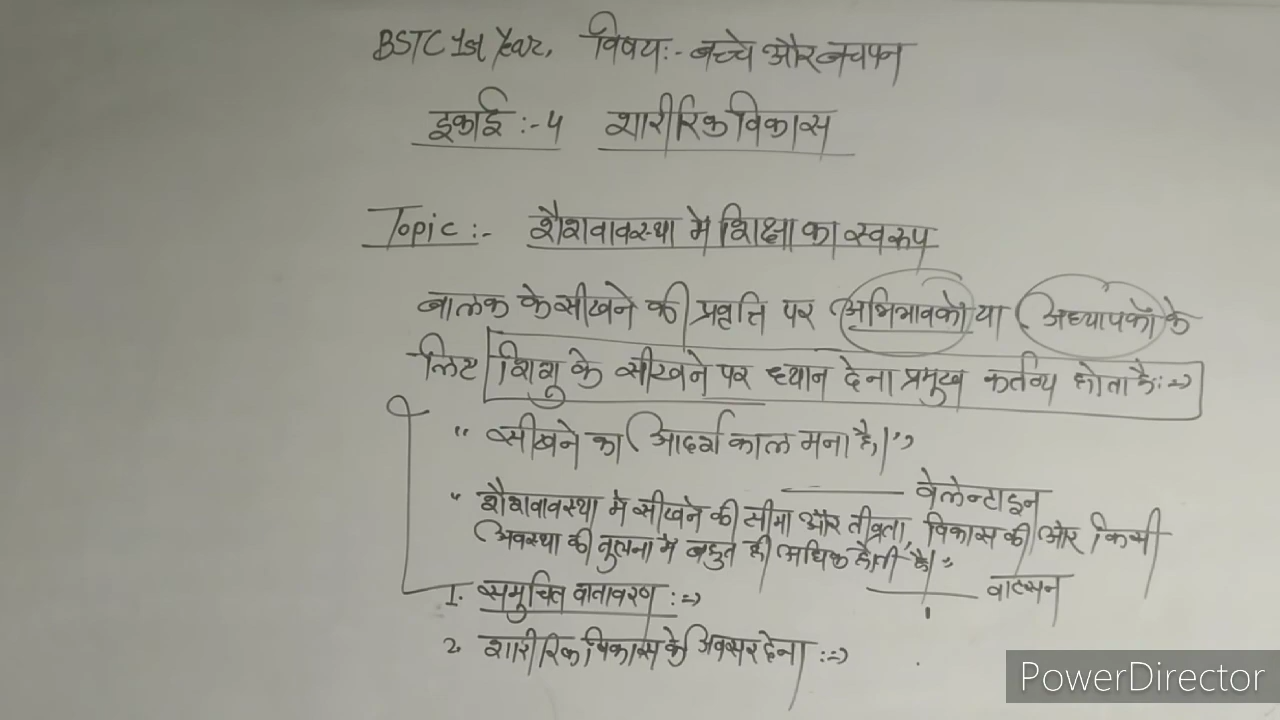 BSTC 1st Year, विषय:- बच्चे और बचपन
इकाई :- 4 शारीरिक विकास
Topic :- शैशवावस्था मे शिक्षा का स्वरूप
बालक के सीखने की प्रवृत्ति पर अभिभावकों या अध्यापकों के
लिए शिशु के सीखने पर ध्यान देना प्रमुख कर्तव्य होता है :⇒
" सीखने का आदर्श काल मना है।"
—— वेलेन्टाइन
" शैशवावस्था मे सीखने की सीमा और तीव्रता, विकास की और किसी
अवस्था की तुलना मे बहुत ही अधिक होती है।"
—— वाटसन
1. समुचित वातावरण :⇒
2. शारीरिक विकास के अवसर देना :⇒
PowerDirector